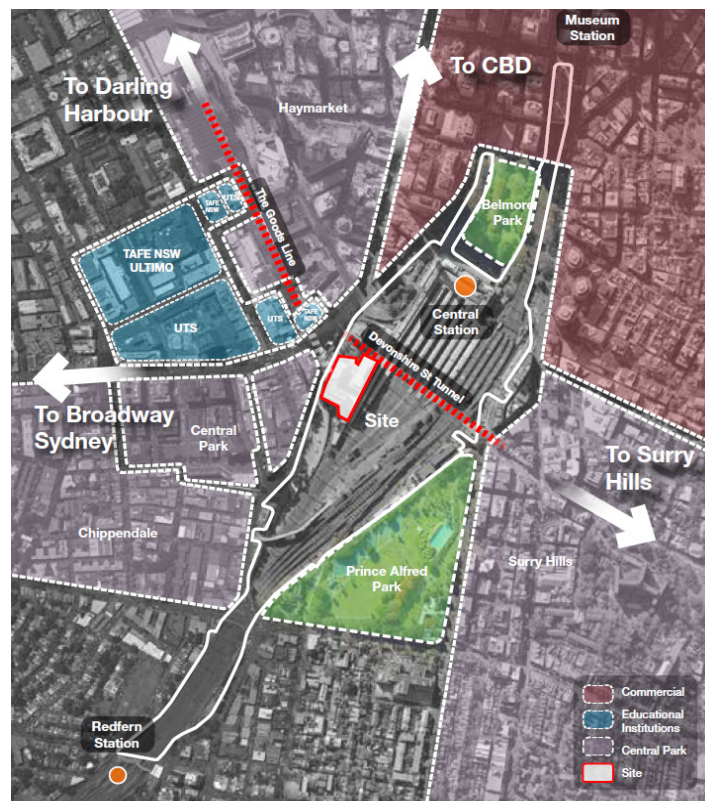 Museum
Station
To CBD
To Darling
Harbour
Haymarket
The Goods Line
UTS
TAFE
NSW
Belmore
Park
TAFE NSW
ULTIMO
UTS
UTS
TAFE
NSW
Central
Station
Devonshire St Tunnel
Site
To Broadway
Sydney
Central
Park
To Surry
Hills
Chippendale
Surry Hills
Prince Alfred
Park
Redfern
Station
Commercial
Educational
Institutions
Central Park
Site